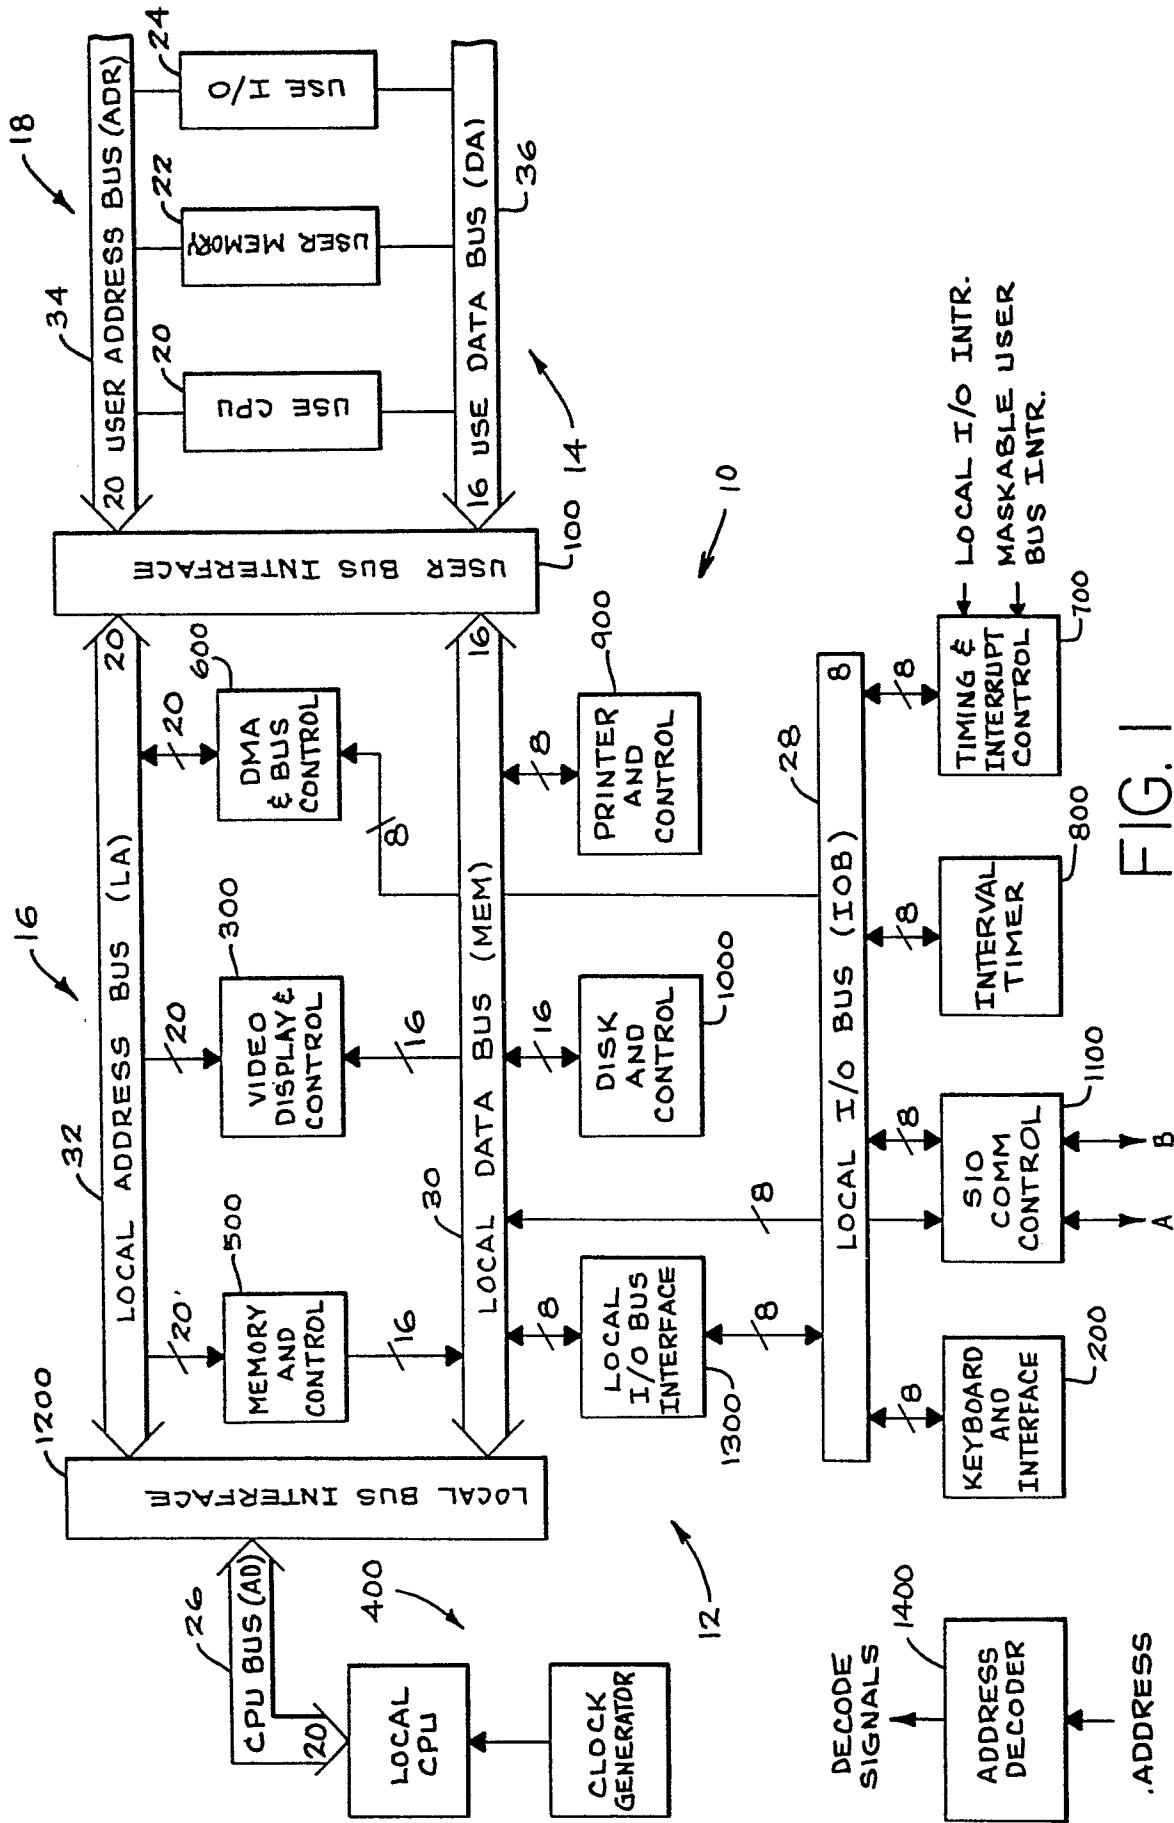 1200
LOCAL BUS INTERFACE
26
CPU BUS (AD)
20
LOCAL
CPU
400
CLOCK
GENERATOR
12
16
32
LOCAL ADDRESS BUS (LA)
20
20'
20
20
500
MEMORY
AND
CONTROL
16
300
VIDEO
DISPLAY &
CONTROL
16
600
DMA
& BUS
CONTROL
8
30
LOCAL DATA BUS (MEM)
16
8
LOCAL
I/O BUS
INTERFACE
1300
8
8
16
DISK
AND
CONTROL
1000
8
PRINTER
AND
CONTROL
900
USER BUS INTERFACE
100
18
34
20 USER ADDRESS BUS (ADR)
20
USE CPU
22
USER MEMORY
24
USE I/O
16 USE DATA BUS (DA)
36
14
10
28
LOCAL I/O BUS (IOB)
8
8
KEYBOARD
AND
INTERFACE
200
8
SIO
COMM
CONTROL
1100
A
B
8
INTERVAL
TIMER
800
8
TIMING &
INTERRUPT
CONTROL
700
LOCAL I/O INTR.
MASKABLE USER
BUS INTR.
DECODE
SIGNALS
1400
ADDRESS
DECODER
.ADDRESS
FIG. 1